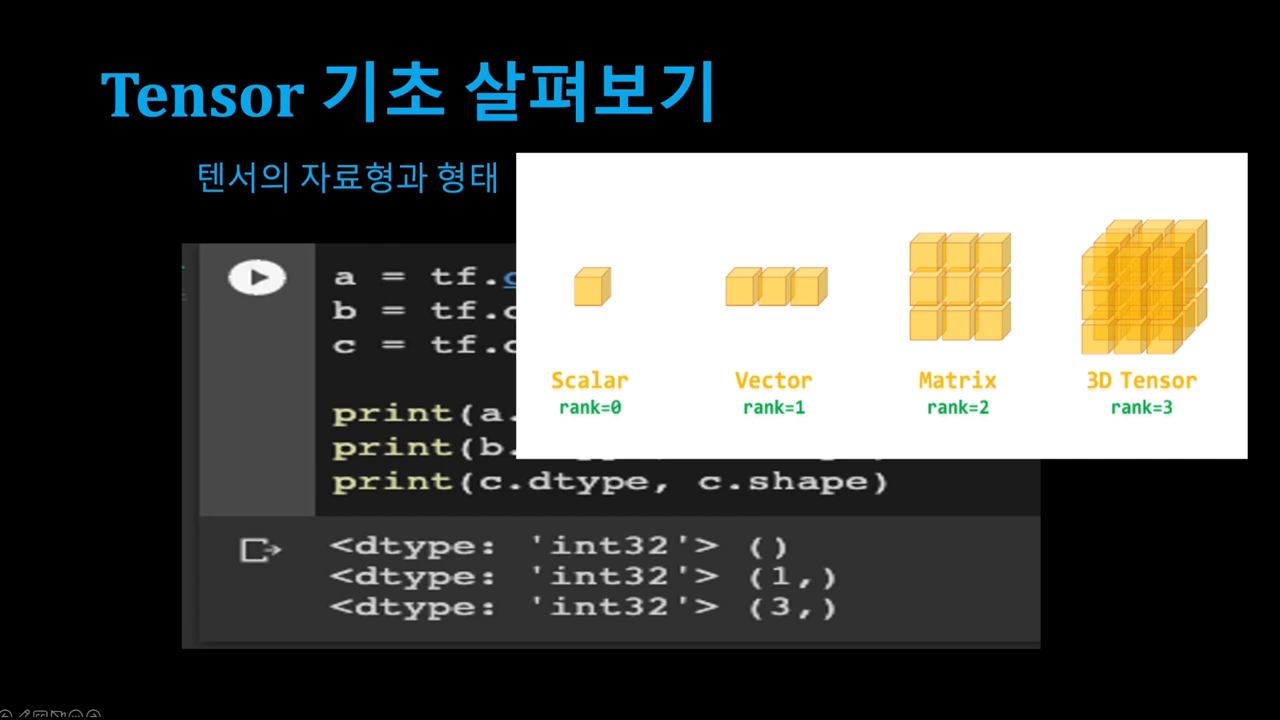 Tensor 기초 살펴보기
텐서의 자료형과 형태
a = tf.
b = tf.
c = tf.
print(a.
print(b.
print(c.dtype, c.shape)
<dtype: 'int32'> ()
<dtype: 'int32'> (1,)
<dtype: 'int32'> (3,)
Scalar Vector Matrix 3D Tensor
rank=0 rank=1 rank=2 rank=3